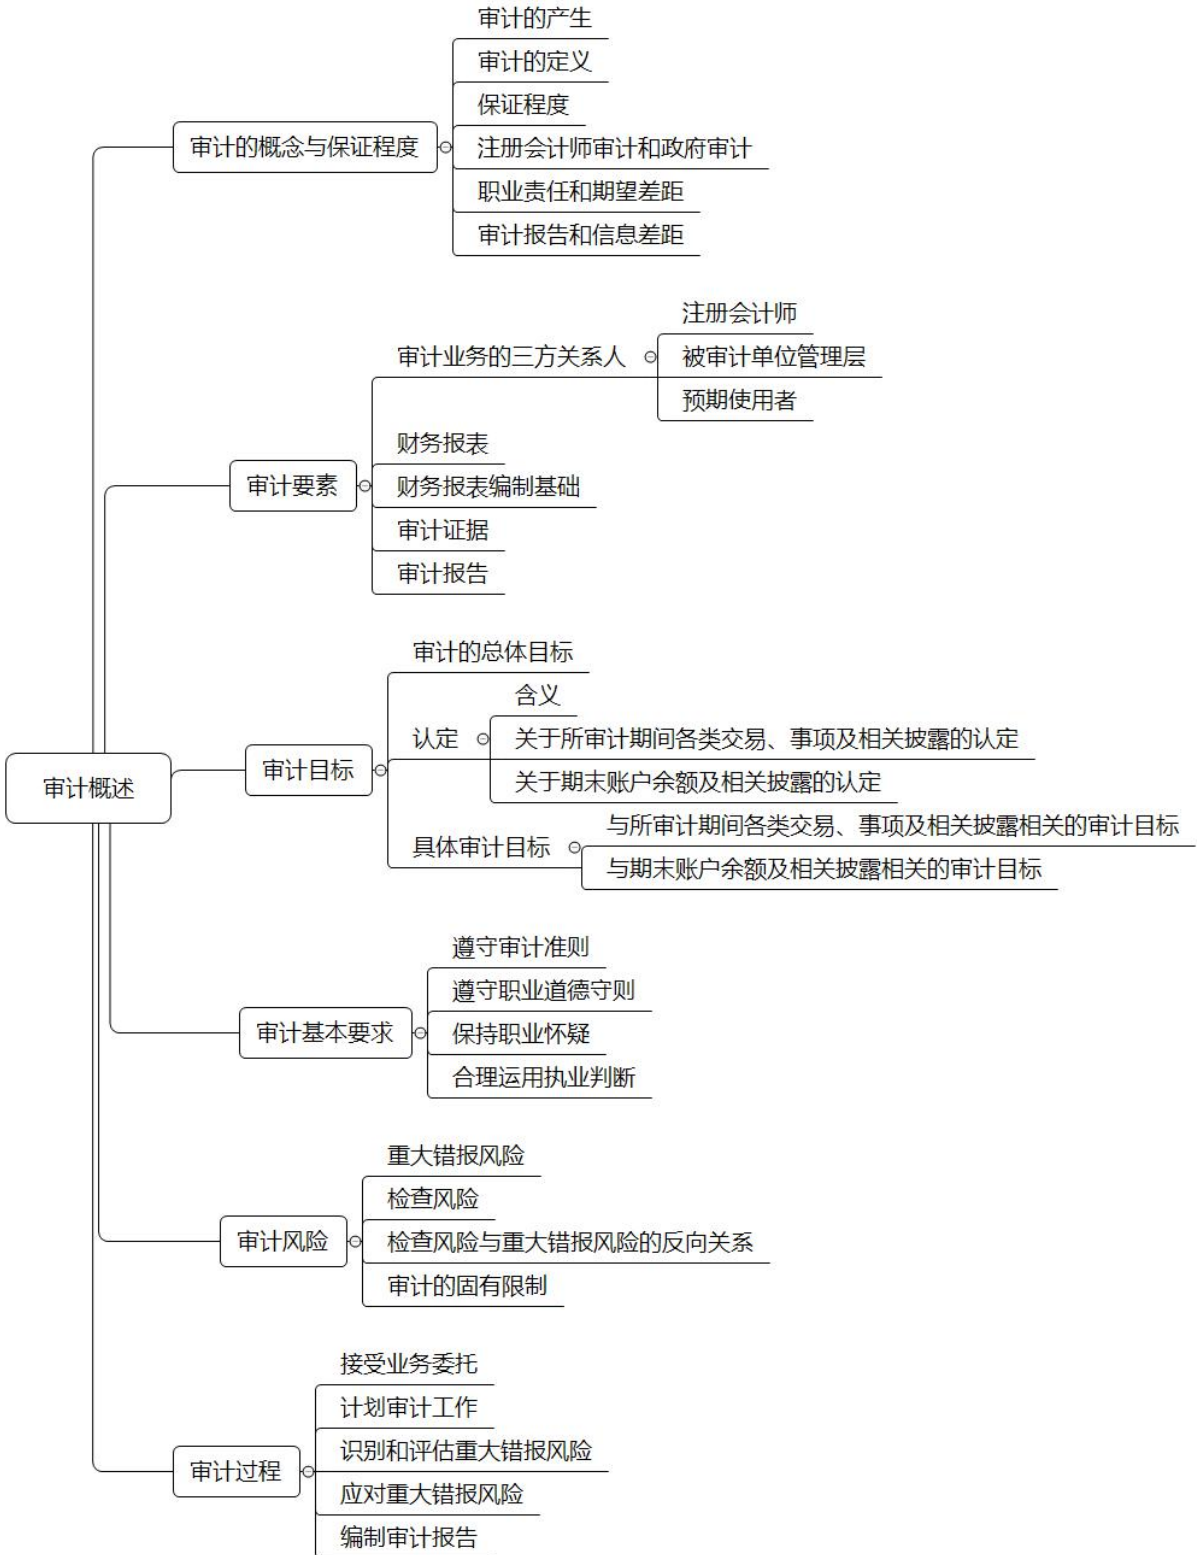 审计概述
审计的概念与保证程度
审计的产生
审计的定义
保证程度
注册会计师审计和政府审计
职业责任和期望差距
审计报告和信息差距
审计要素
审计业务的三方关系人
注册会计师
被审计单位管理层
预期使用者
财务报表
财务报表编制基础
审计证据
审计报告
审计目标
审计的总体目标
认定
含义
关于所审计期间各类交易、事项及相关披露的认定
关于期末账户余额及相关披露的认定
具体审计目标
与所审计期间各类交易、事项及相关披露相关的审计目标
与期末账户余额及相关披露相关的审计目标
审计基本要求
遵守审计准则
遵守职业道德守则
保持职业怀疑
合理运用执业判断
审计风险
重大错报风险
检查风险
检查风险与重大错报风险的反向关系
审计的固有限制
审计过程
接受业务委托
计划审计工作
识别和评估重大错报风险
应对重大错报风险
编制审计报告